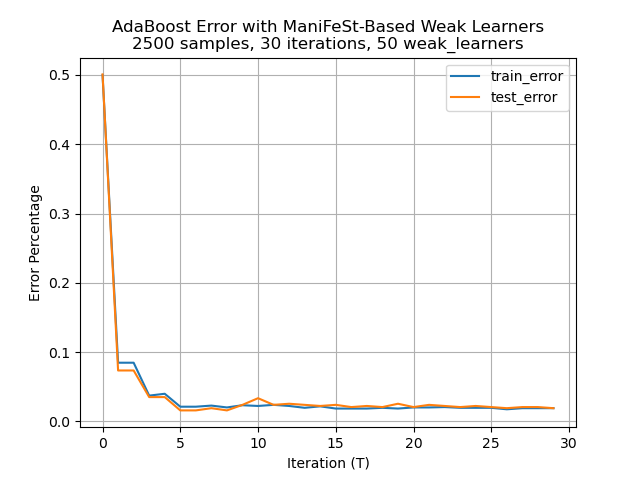 AdaBoost Error with ManiFeSt-Based Weak Learners
2500 samples, 30 iterations, 50 weak_learners
train_error
test_error
0.5
0.4
0.3
0.2
0.1
0.0
Error Percentage
0 5 10 15 20 25 30
Iteration (T)